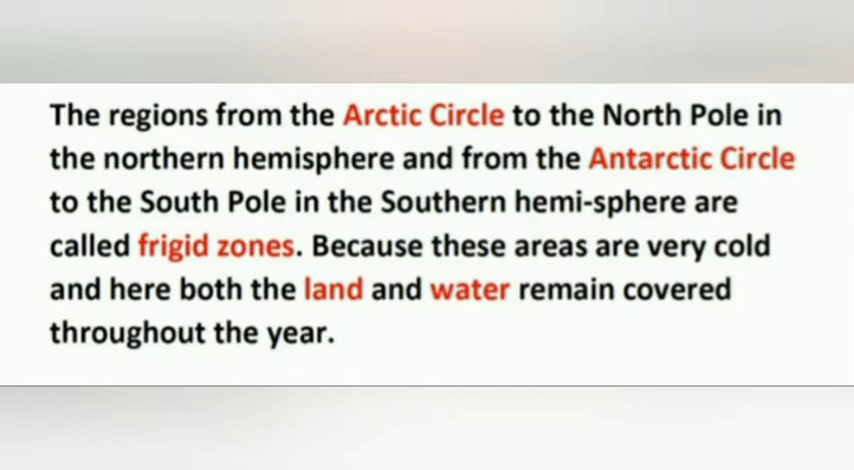 The regions from the Arctic Circle to the North Pole in
the northern hemisphere and from the Antarctic Circle
to the South Pole in the Southern hemi-sphere are
called frigid zones. Because these areas are very cold
and here both the land and water remain covered
throughout the year.